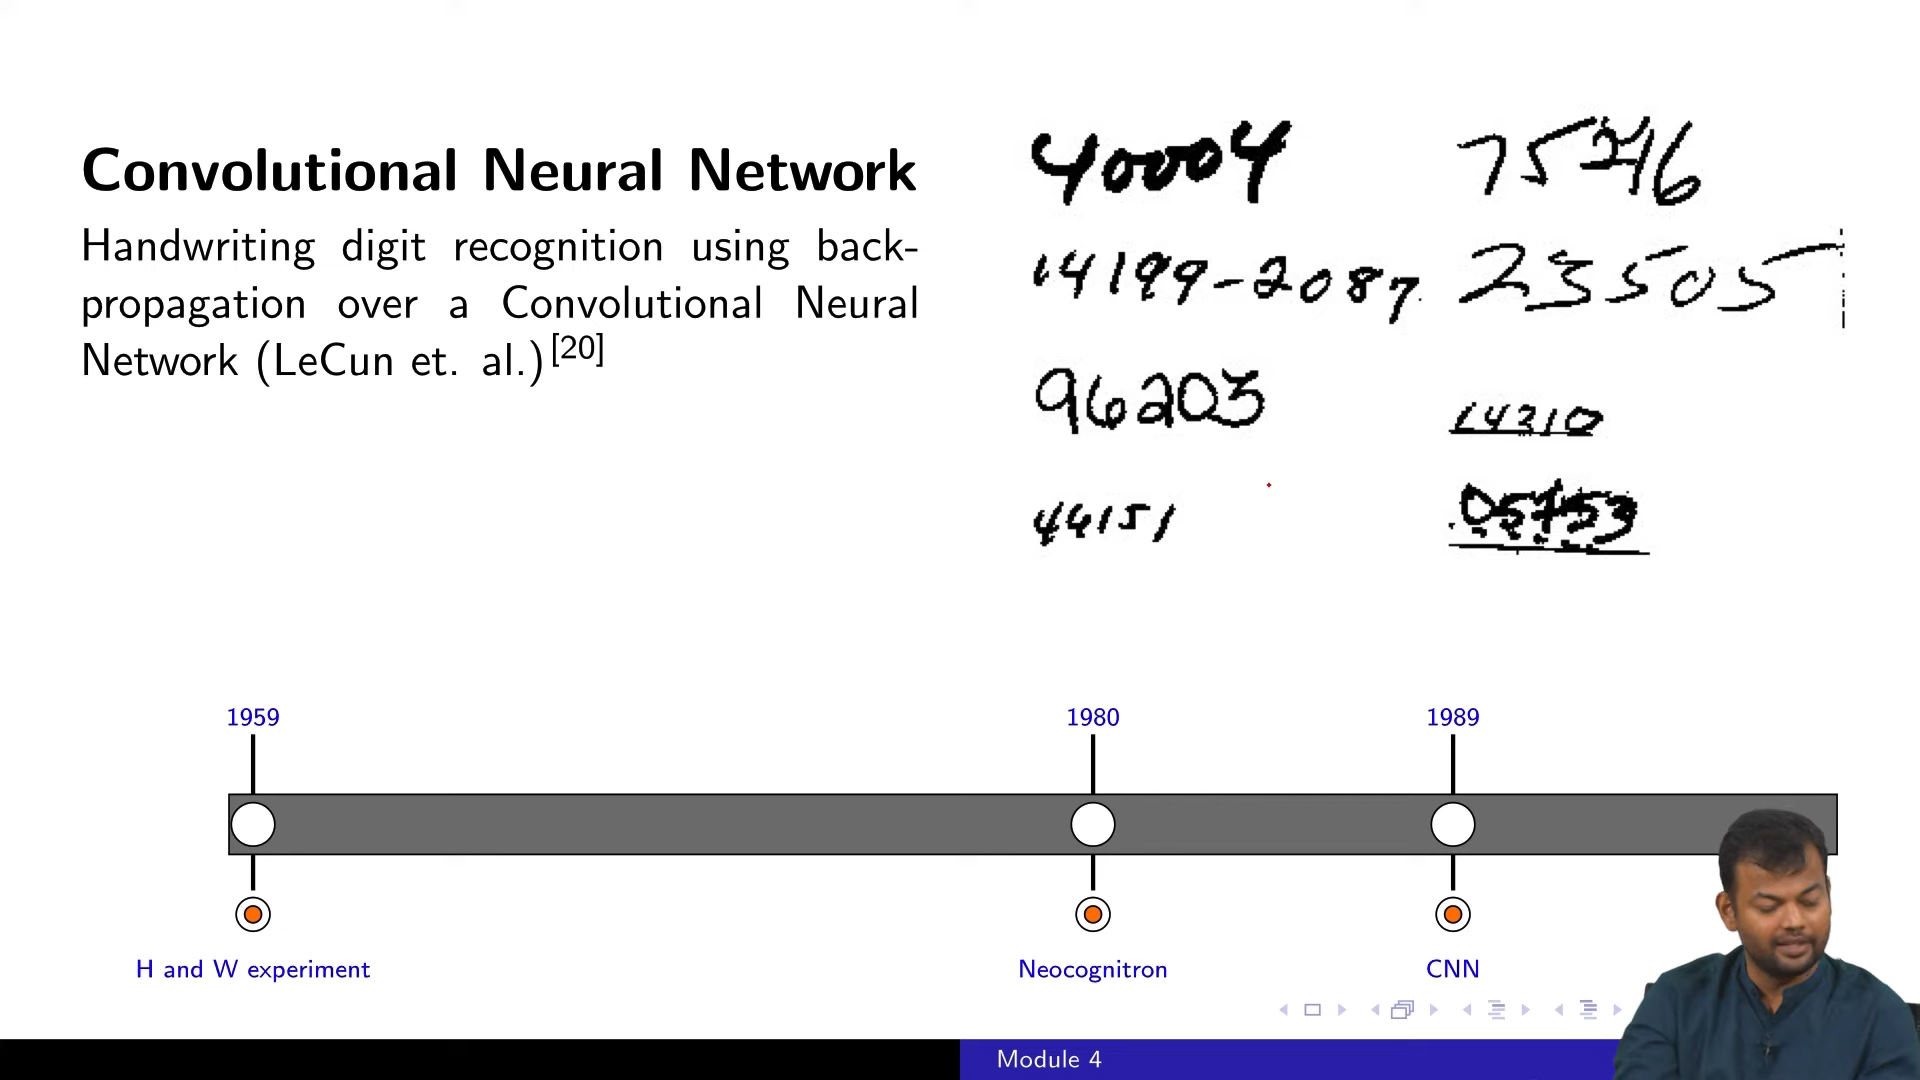 Convolutional Neural Network
Handwriting digit recognition using back-
propagation over a Convolutional Neural
Network (LeCun et. al.)[20]
40004
75216
14199-2087
23505
96203
14310
44151
05753
1959
1980
1989
H and W experiment
Neocognitron
CNN
Module 4